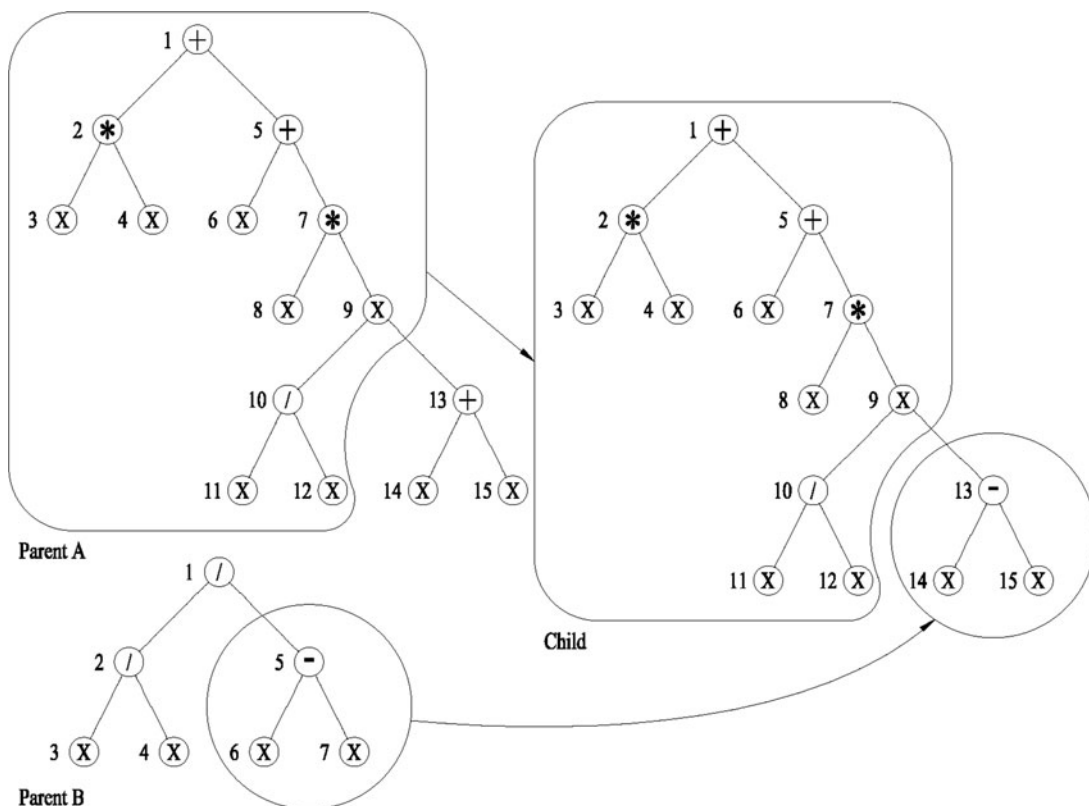 1 +
2 * 5 +
3 X 4 X 6 X 7 *
8 X 9 X
10 / 13 +
11 X 12 X 14 X 15 X
Parent A
1 +
2 * 5 +
3 X 4 X 6 X 7 *
8 X 9 X
10 / 13 -
11 X 12 X 14 X 15 X
Child
1 /
2 / 5 -
3 X 4 X 6 X 7 X
Parent B